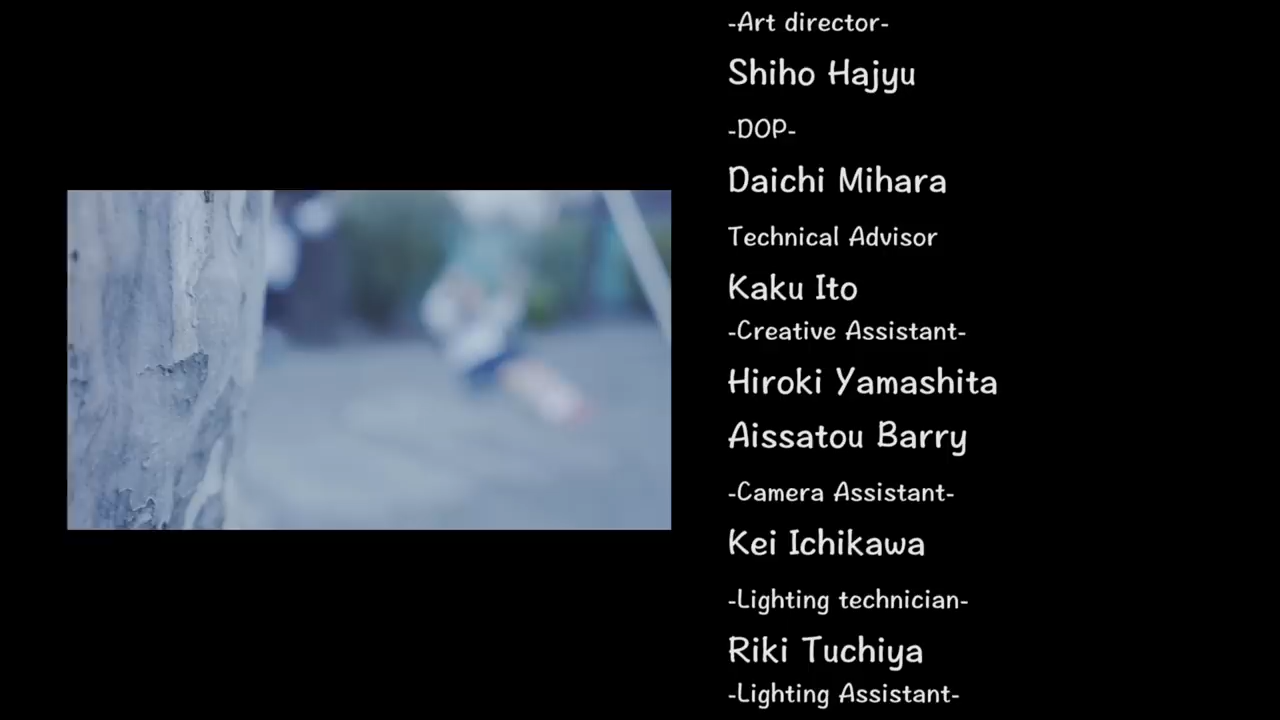 -Art director-
Shiho Hajyu
-DOP-
Daichi Mihara
Technical Advisor
Kaku Ito
-Creative Assistant-
Hiroki Yamashita
Aissatou Barry
-Camera Assistant-
Kei Ichikawa
-Lighting technician-
Riki Tuchiya
-Lighting Assistant-